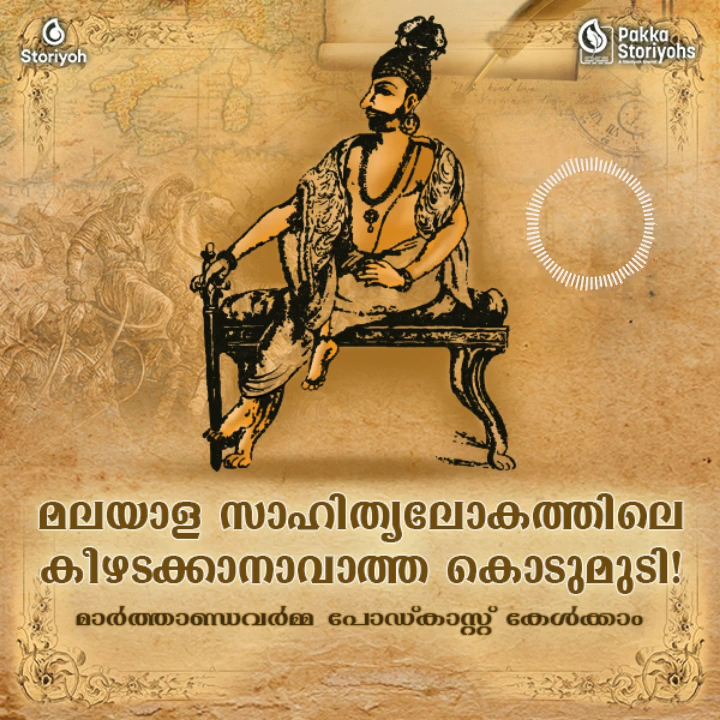 Storiyoh
Pakka
Storiyohs
മലയാള സാഹിത്യലോകത്തിലെ
കീഴടക്കാനാവാത്ത കൊടുമുടി!
മാർത്താണ്ഡവർമ്മ പോഡ്കാസ്റ്റ് കേൾക്കാം